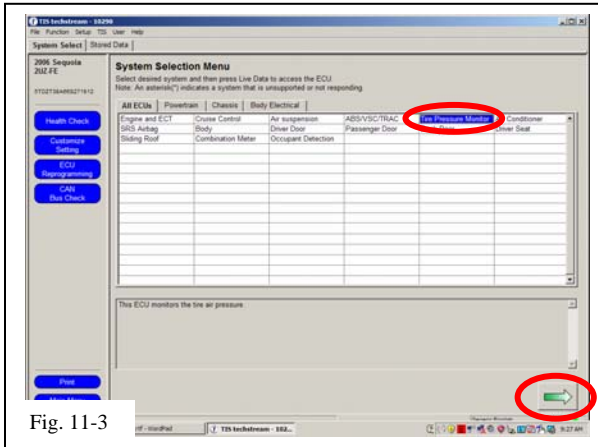 TIS techstream - 10290
File Function Setup TIS User Help
System Select Stored Data
2006 Sequoia
2UZ-FE
System Selection Menu
Select desired system and then press Live Data to access the ECU.
Note: An asterisk(*) indicates a system that is unsupported or not responding.
All ECUs Powertrain Chassis Body Electrical
Engine and ECT Cruise Control Air suspension ABS/VSC/TRAC Tire Pressure Monitor Conditioner
SRS Airbag Body Driver Door Passenger Door Driver Seat
Sliding Roof Combination Meter Occupant Detection
Health Check
Customize
Setting
ECU
Reprogramming
CAN
Bus Check
This ECU monitors the tire air pressure.
Print
Fig. 11-3
WordPad
TIS techstream - 102...
9:27 AM